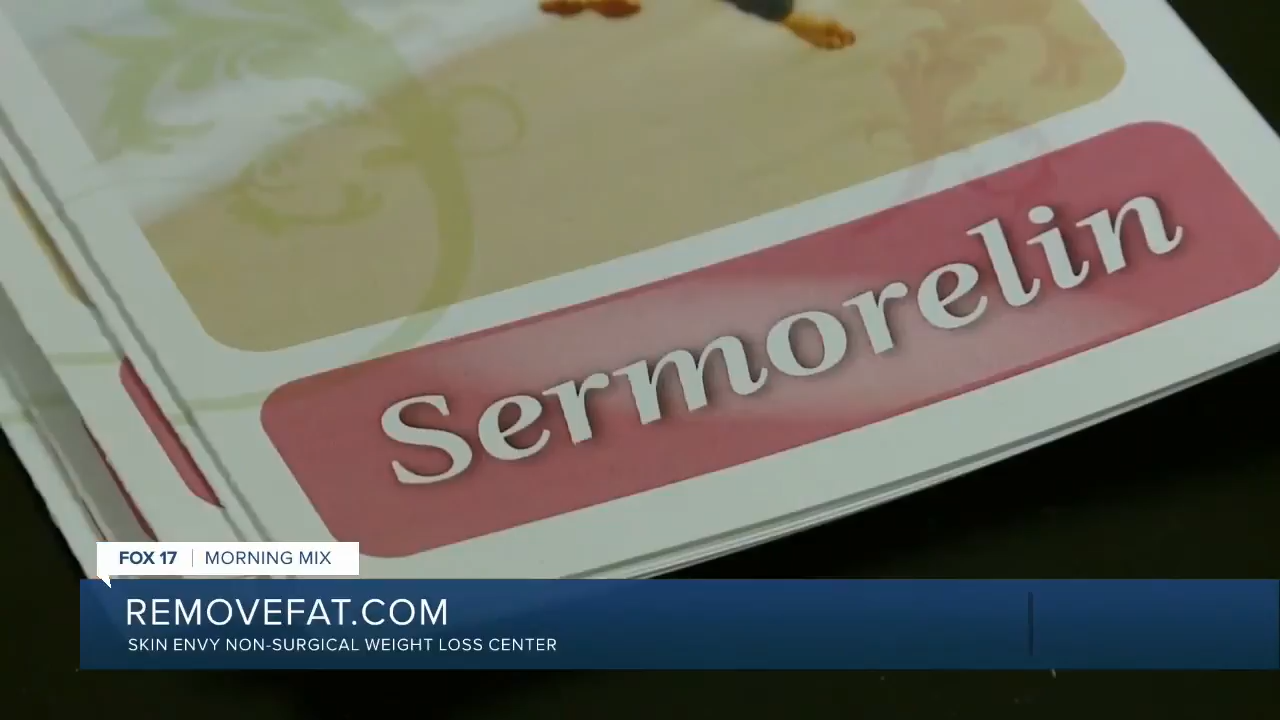 Sermorelin
FOX 17 | MORNING MIX
REMOVEFAT.COM
SKIN ENVY NON-SURGICAL WEIGHT LOSS CENTER